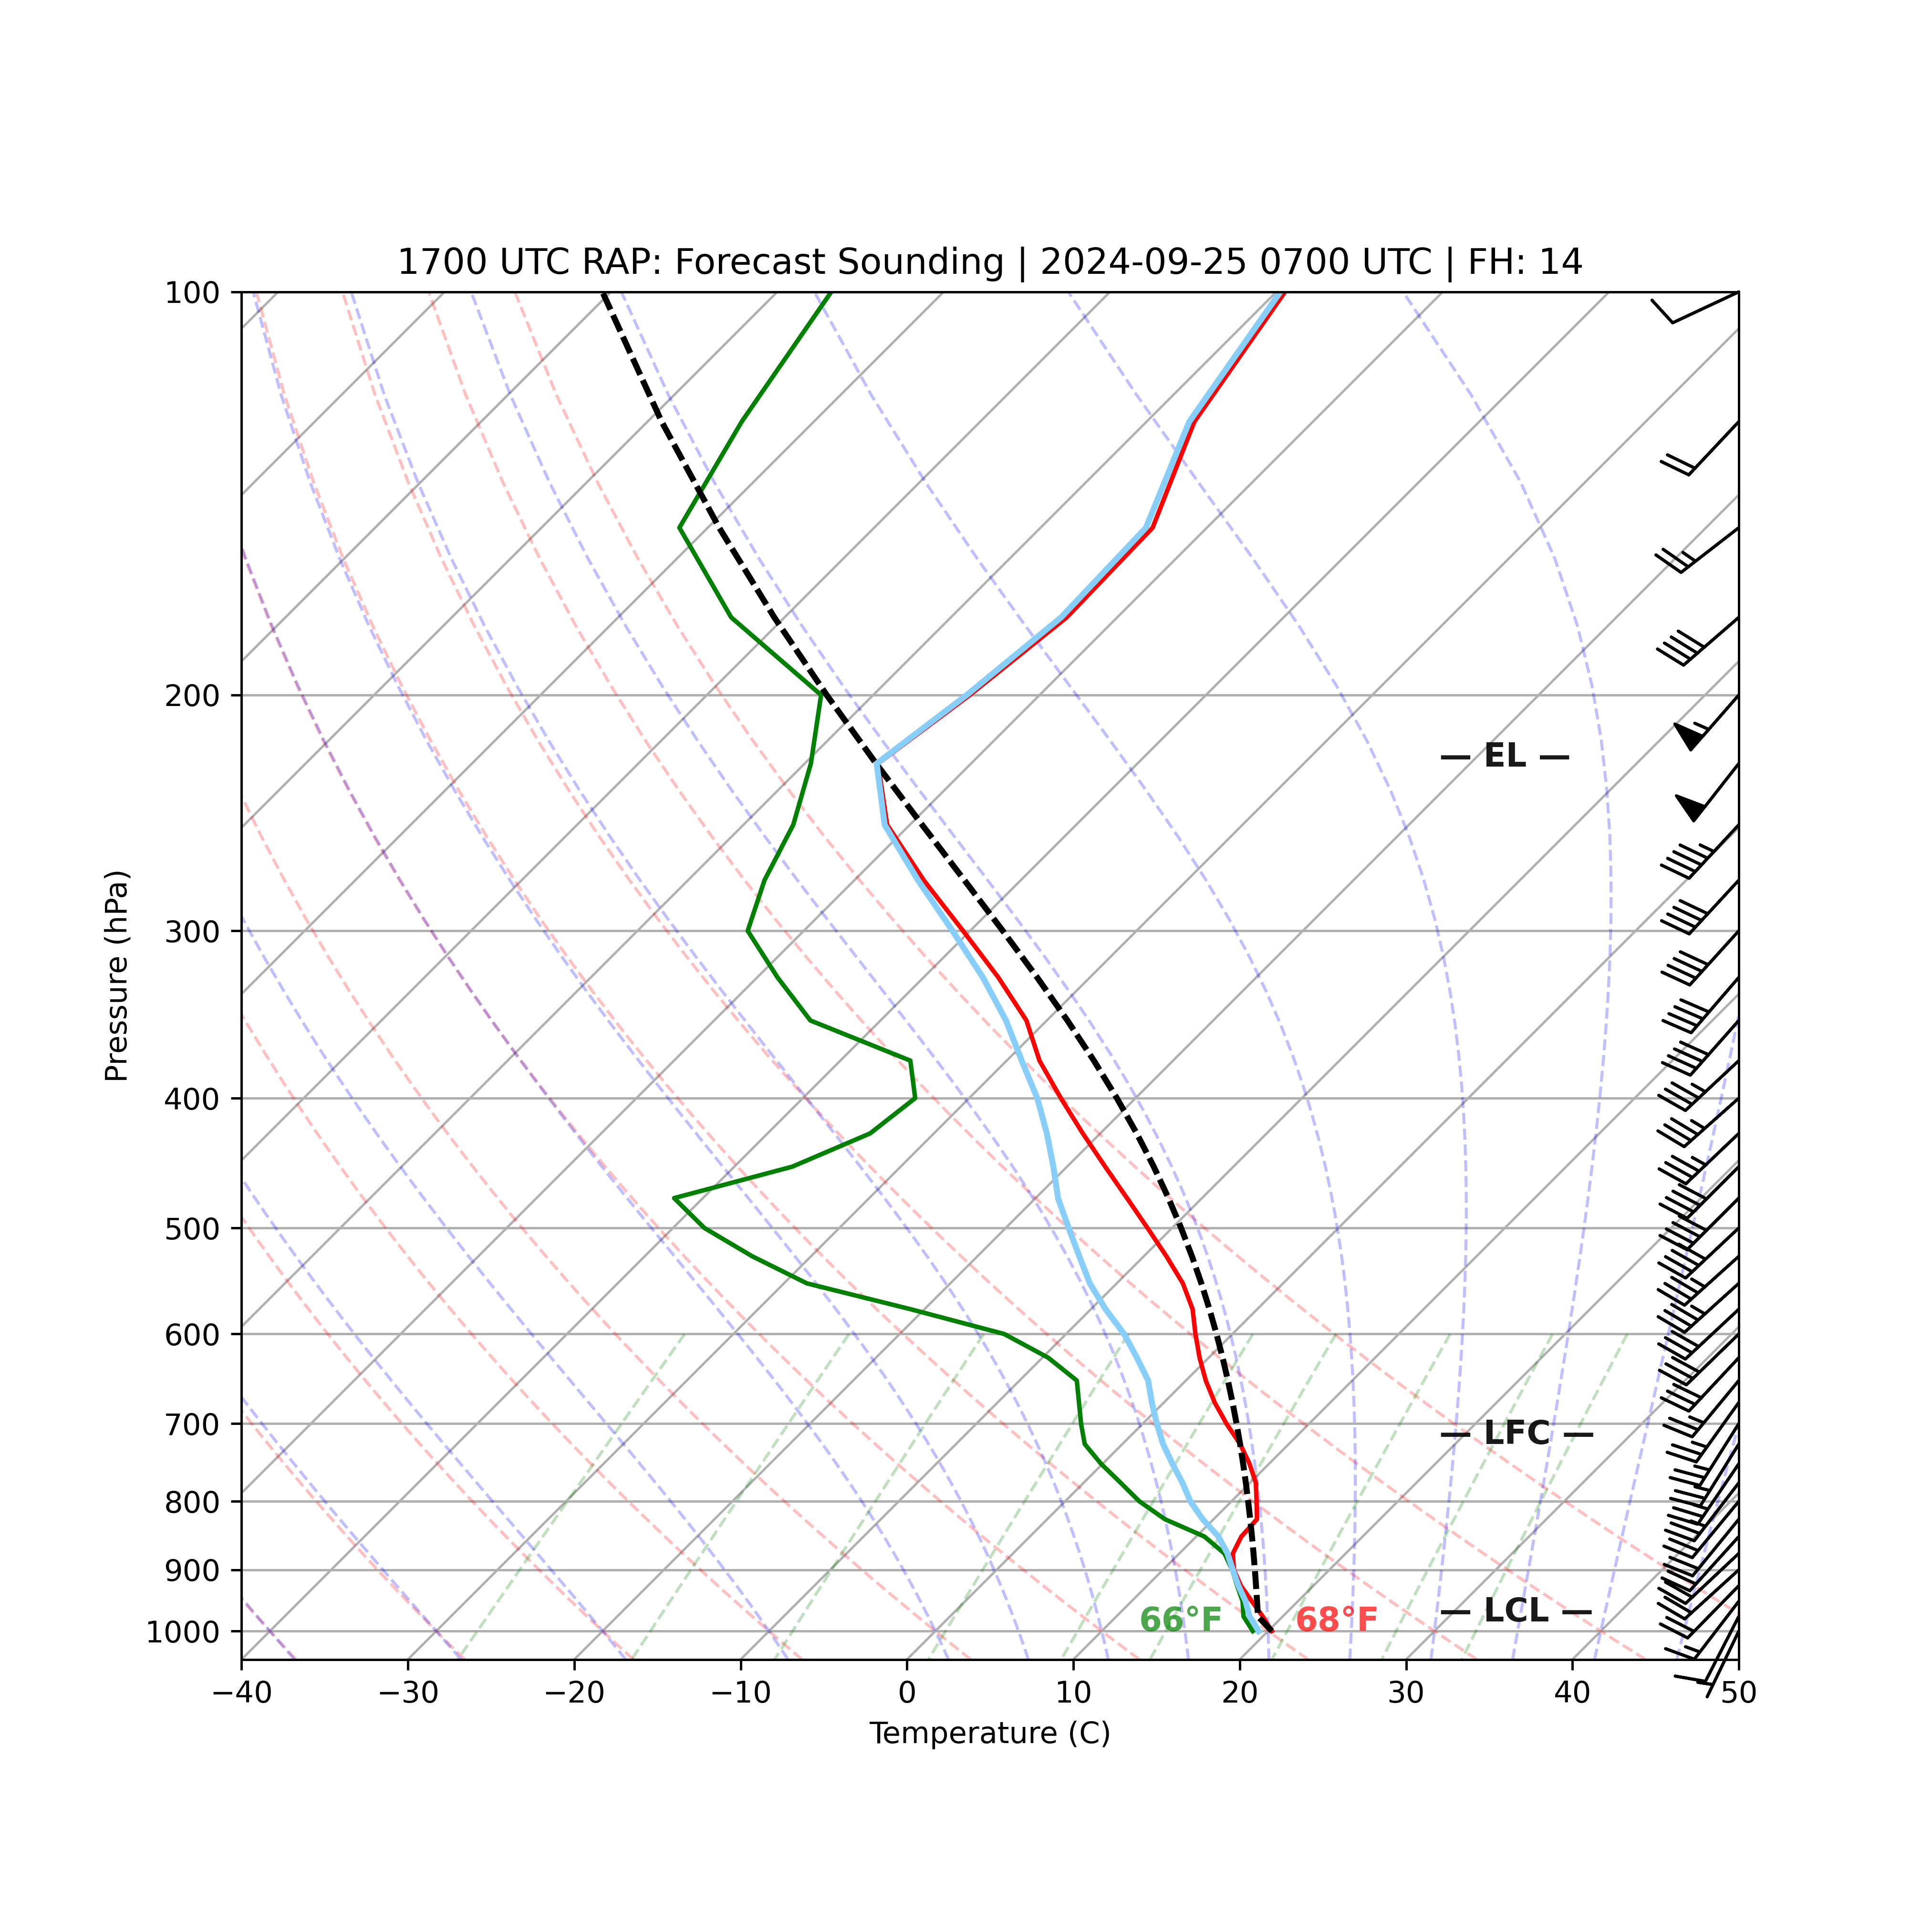 1700 UTC RAP: Forecast Sounding | 2024-09-25 0700 UTC | FH: 14
100
200
— EL —
300
Pressure (hPa)
400
500
600
700
— LFC —
800
900
66°F
68°F
— LCL —
1000
−40
−30
−20
−10
0
10
20
30
40
50
Temperature (C)